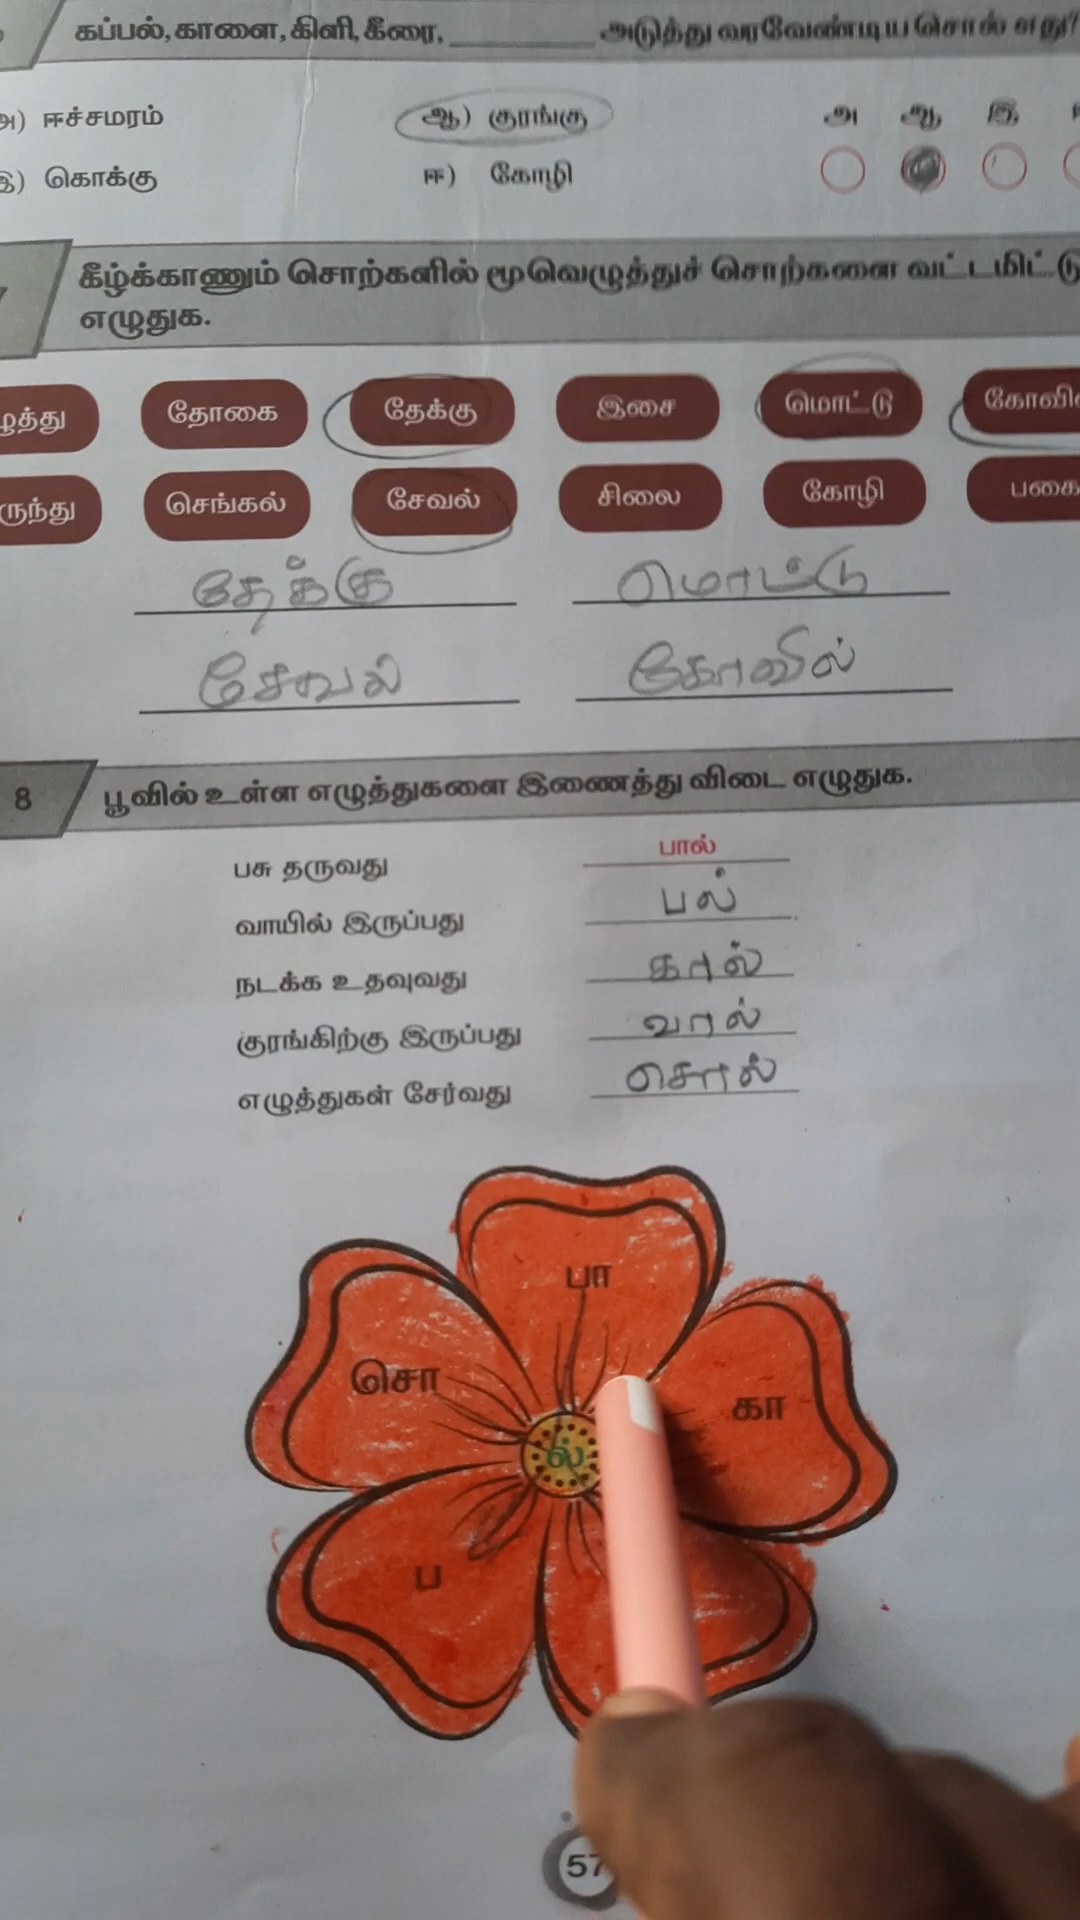 கப்பல், காளை, கிளி, கீரை, __________ அடுத்து வரவேண்டிய சொல் எது?
அ) ஈச்சமரம் ஆ) குரங்கு அ ஆ இ
இ) கொக்கு ஈ) கோழி
கீழ்க்காணும் சொற்களில் மூவெழுத்துச் சொற்களை வட்டமிட்டு
எழுதுக.
தோகை தேக்கு இசை மொட்டு
செங்கல் சேவல் சிலை கோழி பகை
தேக்கு மொட்டு
சேவல் கோவில்
8 பூவில் உள்ள எழுத்துகளை இணைத்து விடை எழுதுக.
பசு தருவது பால்
வாயில் இருப்பது பல்
நடக்க உதவுவது கால்
குரங்கிற்கு இருப்பது வால்
எழுத்துகள் சேர்வது சொல்
பா
சொ கா
ல்
ப
57